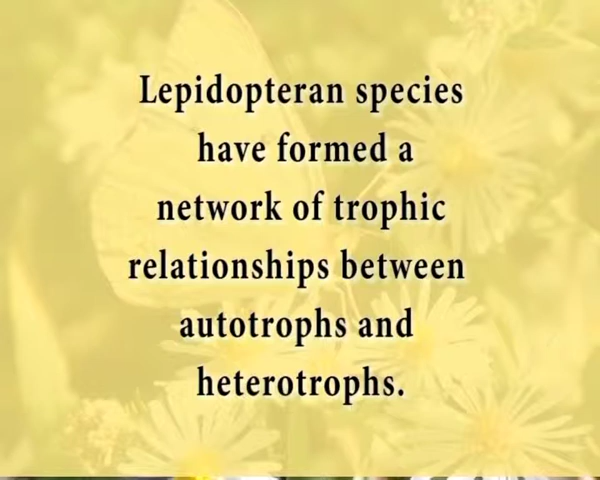 Lepidopteran species
have formed a
network of trophic
relationships between
autotrophs and
heterotrophs.